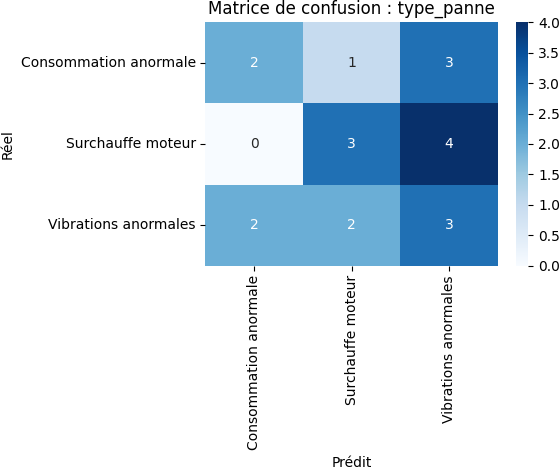 Matrice de confusion : type_panne
Réel
Consommation anormale 2 1 3
Surchauffe moteur 0 3 4
Vibrations anormales 2 2 3
Consommation anormale
Surchauffe moteur
Vibrations anormales
Prédit
4.0
3.5
3.0
2.5
2.0
1.5
1.0
0.5
0.0